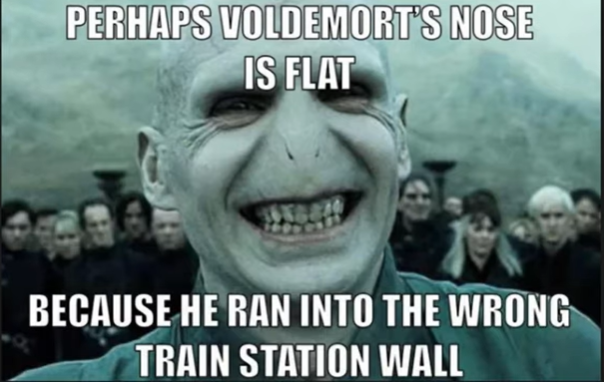 PERHAPS VOLDEMORT'S NOSE
IS FLAT
BECAUSE HE RAN INTO THE WRONG
TRAIN STATION WALL